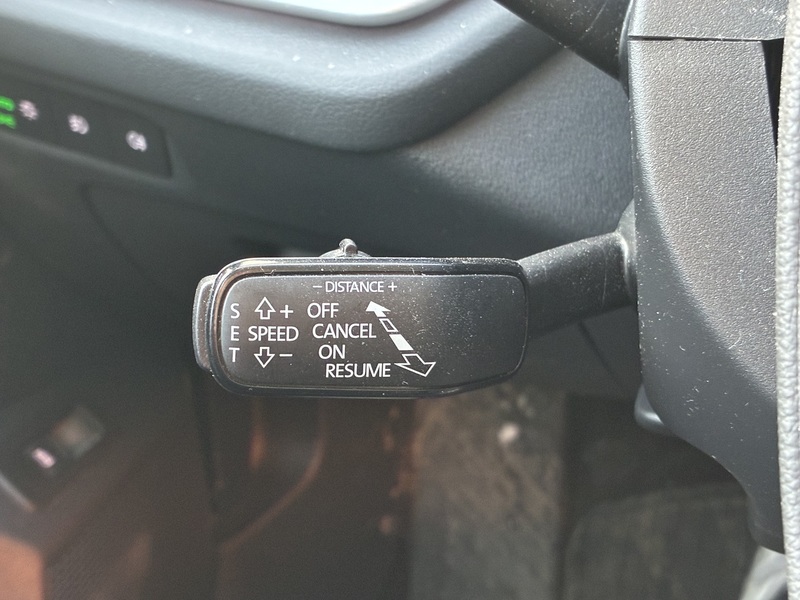 − DISTANCE +
S + OFF
E SPEED CANCEL
T − ON
RESUME